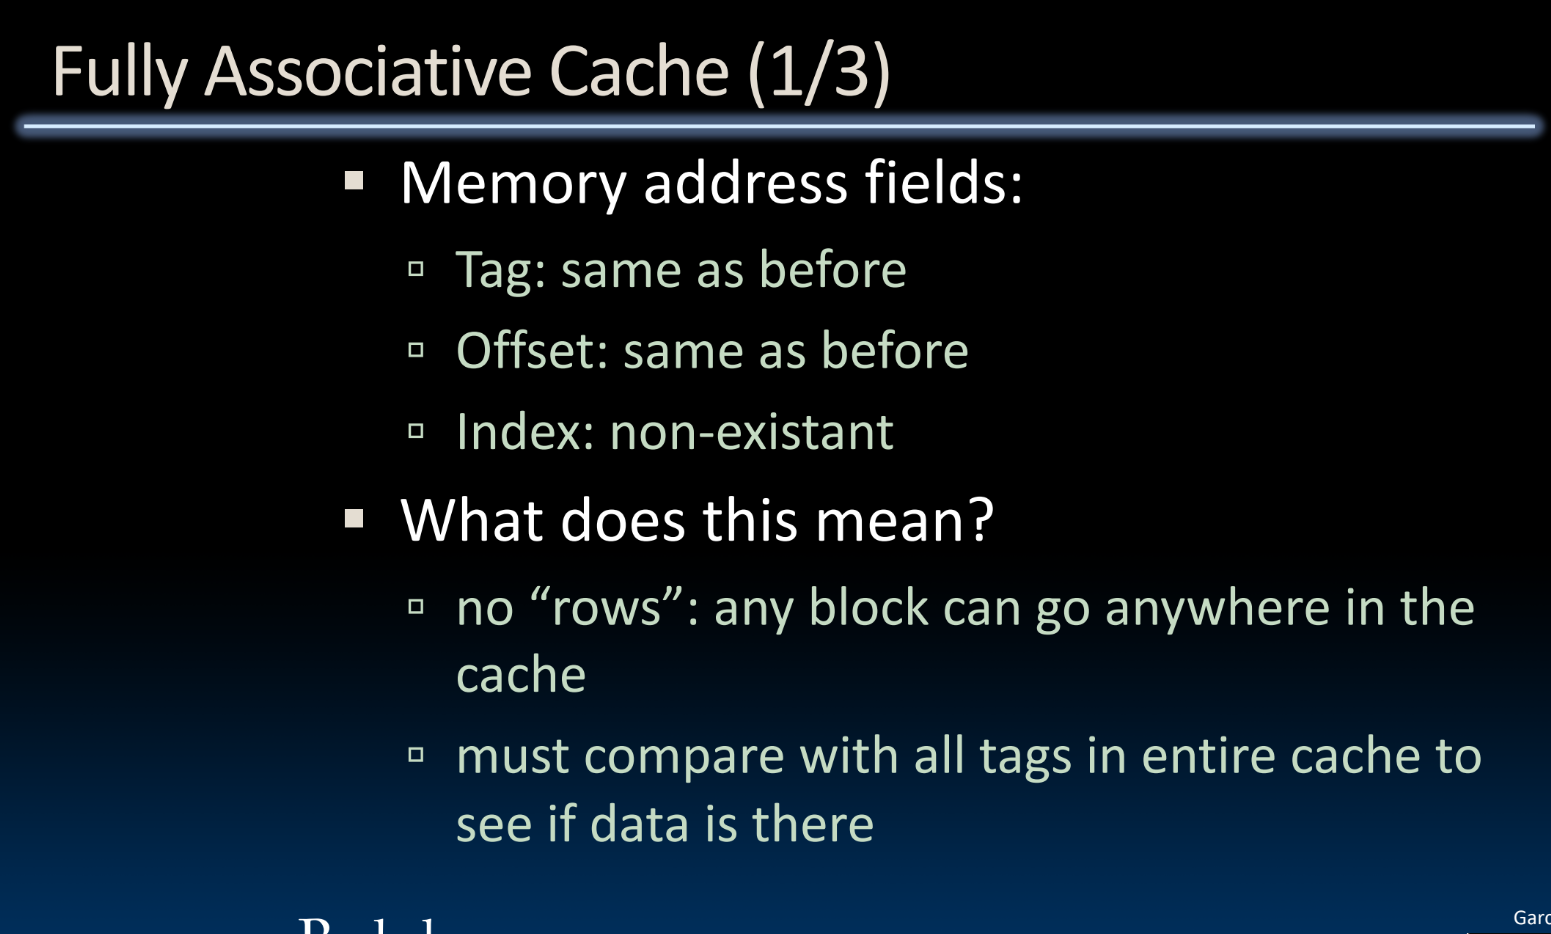 Fully Associative Cache (1/3)
Memory address fields:
Tag: same as before
Offset: same as before
Index: non-existant
What does this mean?
no “rows”: any block can go anywhere in the
cache
must compare with all tags in entire cache to
see if data is there